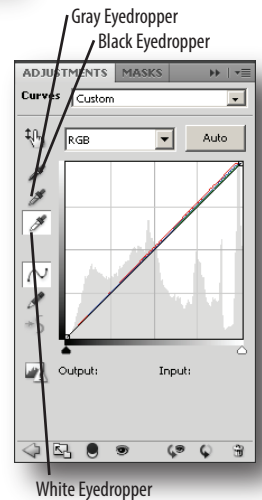 Gray Eyedropper
Black Eyedropper
ADJUSTMENTS MASKS
Curves Custom
RGB Auto
Output: Input:
White Eyedropper